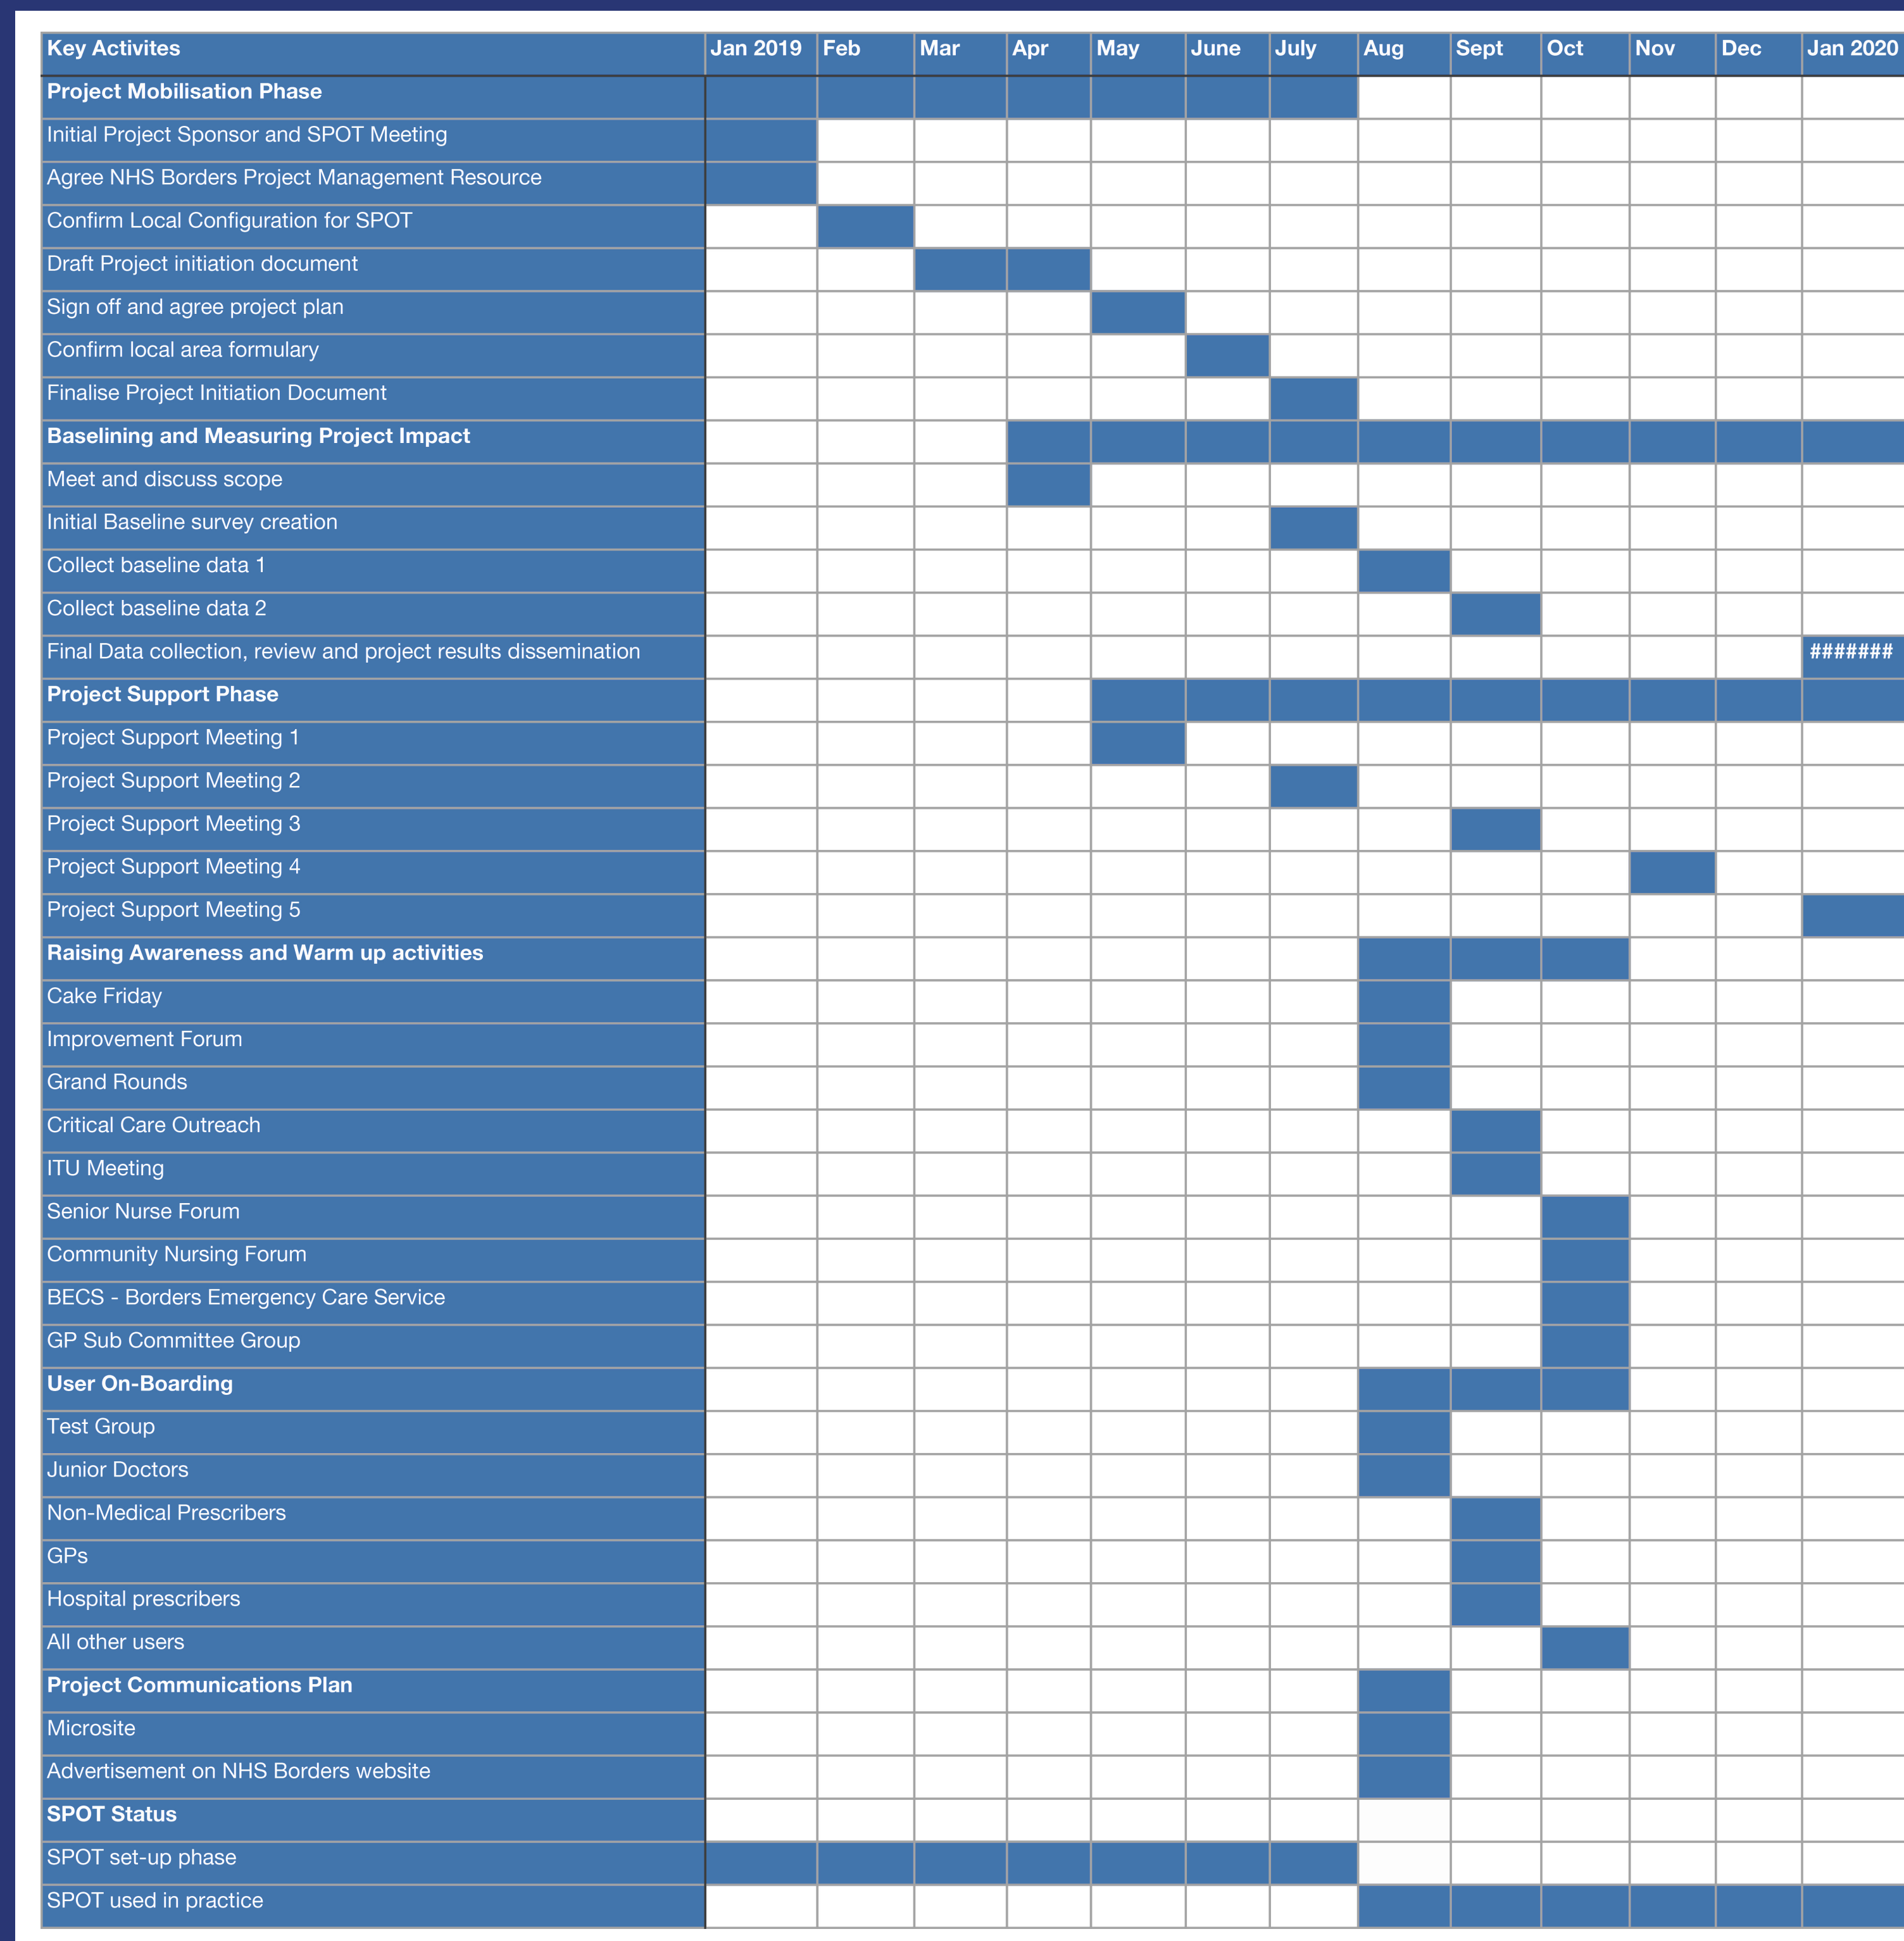 Key Activites Jan 2019 Feb Mar Apr May June July Aug Sept Oct Nov Dec Jan 2020
Project Mobilisation Phase
Initial Project Sponsor and SPOT Meeting
Agree NHS Borders Project Management Resource
Confirm Local Configuration for SPOT
Draft Project initiation document
Sign off and agree project plan
Confirm local area formulary
Finalise Project Initiation Document
Baselining and Measuring Project Impact
Meet and discuss scope
Initial Baseline survey creation
Collect baseline data 1
Collect baseline data 2
Final Data collection, review and project results dissemination #######
Project Support Phase
Project Support Meeting 1
Project Support Meeting 2
Project Support Meeting 3
Project Support Meeting 4
Project Support Meeting 5
Raising Awareness and Warm up activities
Cake Friday
Improvement Forum
Grand Rounds
Critical Care Outreach
ITU Meeting
Senior Nurse Forum
Community Nursing Forum
BECS - Borders Emergency Care Service
GP Sub Committee Group
User On-Boarding
Test Group
Junior Doctors
Non-Medical Prescribers
GPs
Hospital prescribers
All other users
Project Communications Plan
Microsite
Advertisement on NHS Borders website
SPOT Status
SPOT set-up phase
SPOT used in practice